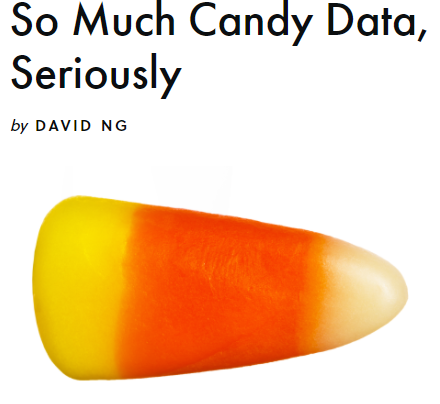 So Much Candy Data,
Seriously
by DAVID NG